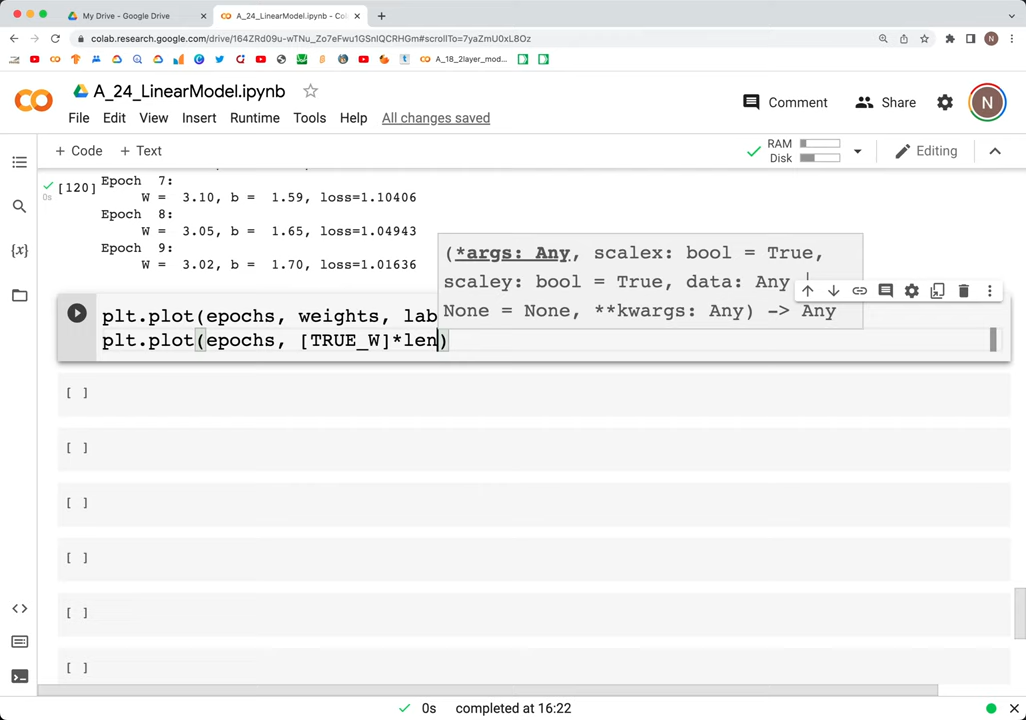 My Drive - Google Drive
A_24_LinearModel.ipynb - Col
colab.research.google.com/drive/164ZRd09u-wTNu_Zo7eFwu1GSnIQCRHGm#scrollTo=7yaZmU0xL8Oz
A_18_2layer_mod...
A_24_LinearModel.ipynb
Comment
Share
N
File Edit View Insert Runtime Tools Help All changes saved
+ Code + Text
RAM
Disk
Editing
[120]
0s
Epoch 7:
W = 3.10, b = 1.59, loss=1.10406
Epoch 8:
W = 3.05, b = 1.65, loss=1.04943
Epoch 9:
W = 3.02, b = 1.70, loss=1.01636
(*args: Any, scalex: bool = True,
scaley: bool = True, data: Any |
None = None, **kwargs: Any) -> Any
plt.plot(epochs, weights, lab
plt.plot(epochs, [TRUE_W]*len)
[ ]
[ ]
[ ]
[ ]
[ ]
[ ]
0s completed at 16:22